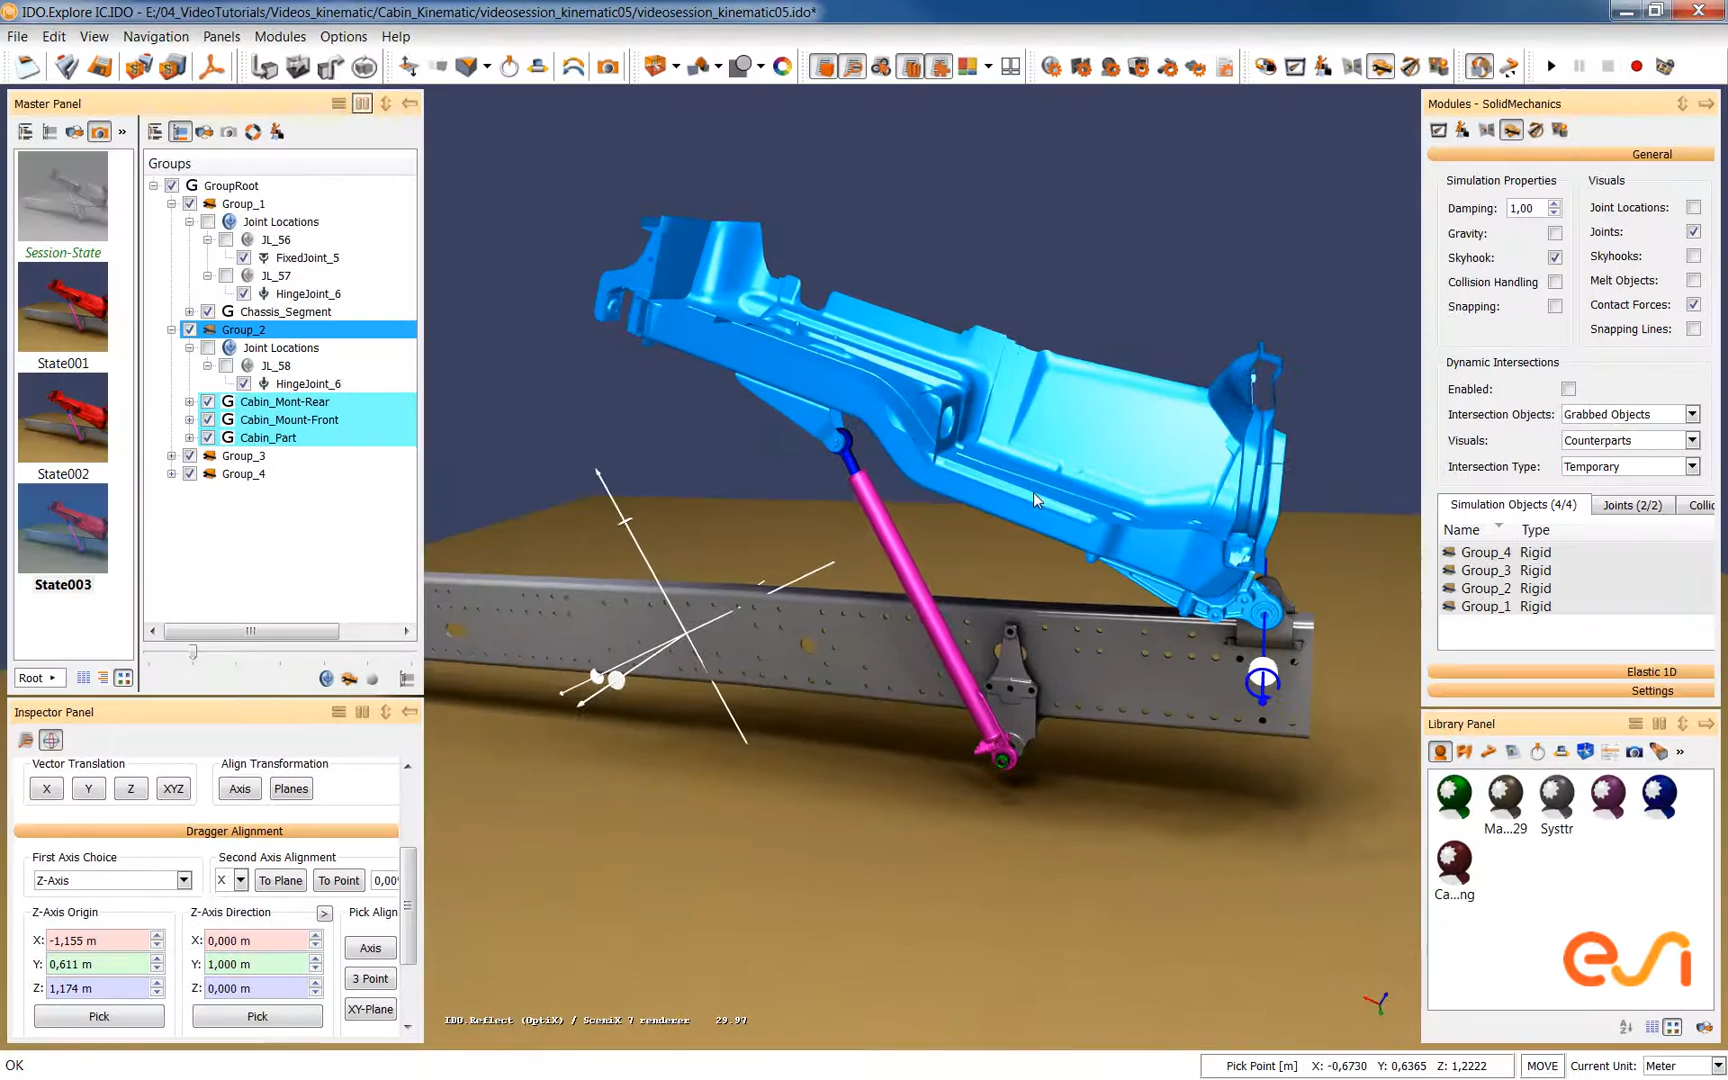 IDO.Explore IC.IDO - E:/04_VideoTutorials/Videos_kinematic/Cabin_Kinematic/videosession_kinematic05/videosession_kinematic05.ido*
File Edit View Navigation Panels Modules Options Help
Master Panel
Session-State
State001
State002
State003
Groups
G GroupRoot
Group_1
Joint Locations
JL_56
FixedJoint_5
JL_57
HingeJoint_6
G Chassis_Segment
Group_2
Joint Locations
JL_58
HingeJoint_6
G Cabin_Mont-Rear
G Cabin_Mount-Front
G Cabin_Part
Group_3
Group_4
Root
Inspector Panel
Vector Translation Align Transformation
X Y Z XYZ Axis Planes
Dragger Alignment
First Axis Choice Second Axis Alignment
Z-Axis X To Plane To Point 0,00
Z-Axis Origin Z-Axis Direction > Pick Align
X: -1,155 m X: 0,000 m Axis
Y: 0,611 m Y: 1,000 m 3 Point
Z: 1,174 m Z: 0,000 m XY-Plane
Pick Pick
IDO.Reflect (OptiX) / SceniX 7 renderer 29.97
Modules - SolidMechanics
General
Simulation Properties Visuals
Damping: 1,00 Joint Locations:
Gravity: Joints:
Skyhook: Skyhooks:
Collision Handling Melt Objects:
Snapping: Contact Forces:
Snapping Lines:
Dynamic Intersections
Enabled:
Intersection Objects: Grabbed Objects
Visuals: Counterparts
Intersection Type: Temporary
Simulation Objects (4/4) Joints (2/2) Collic
Name Type
Group_4 Rigid
Group_3 Rigid
Group_2 Rigid
Group_1 Rigid
Elastic 1D
Settings
Library Panel
Ma...29 Systtr
Ca...ng
esi
OK
Pick Point [m] X: -0,6730 Y: 0,6365 Z: 1,2222 MOVE Current Unit: Meter